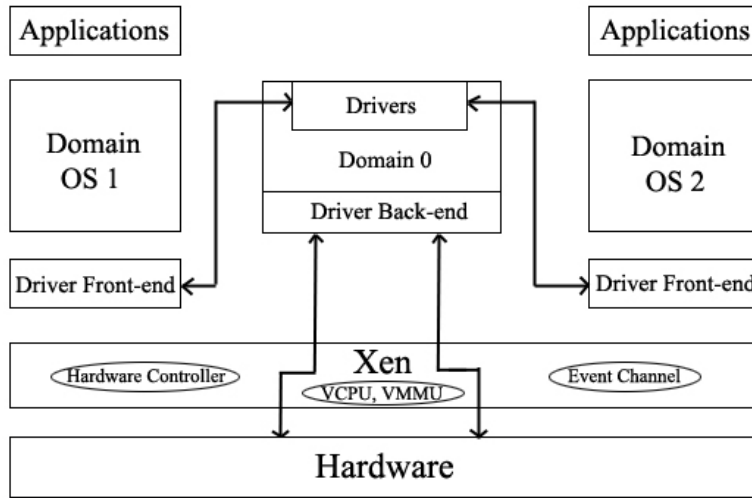 Applications
Applications
Domain
OS 1
Drivers
Domain 0
Driver Back-end
Domain
OS 2
Driver Front-end
Driver Front-end
Xen
Hardware Controller
VCPU, VMMU
Event Channel
Hardware